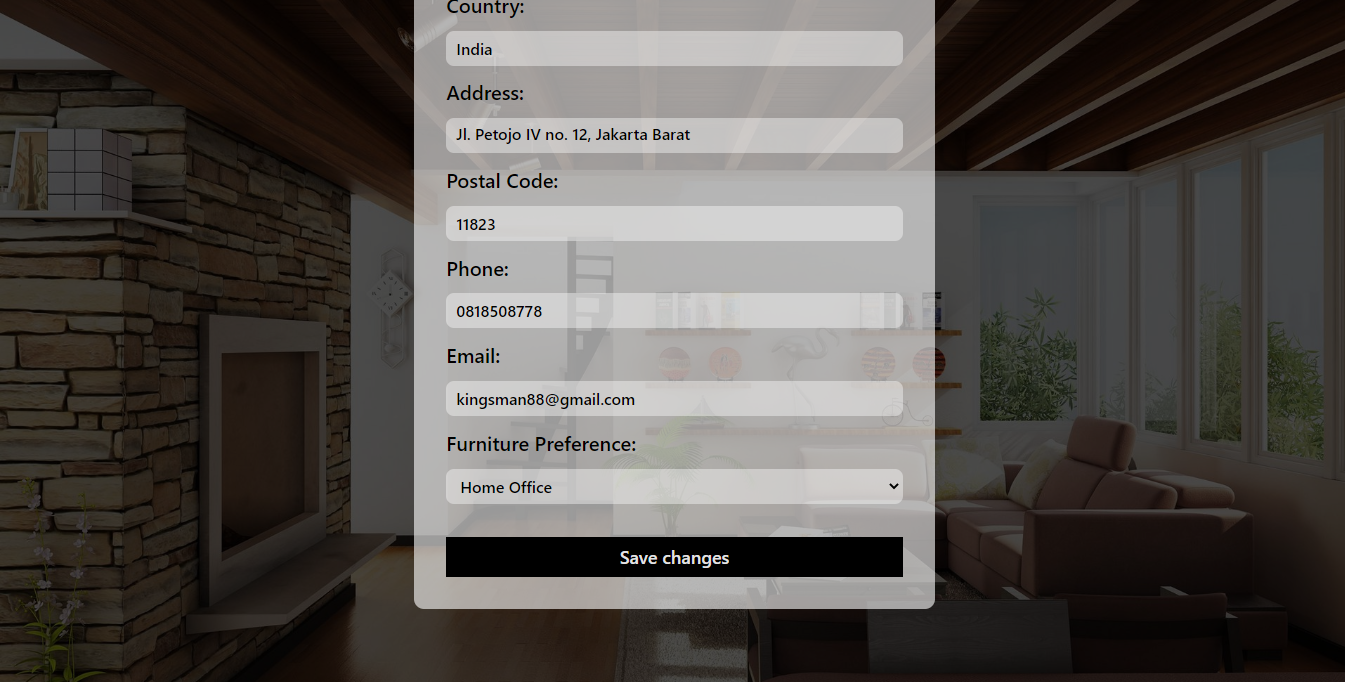 Country:
India
Address:
Jl. Petojo IV no. 12, Jakarta Barat
Postal Code:
11823
Phone:
0818508778
Email:
kingsman88@gmail.com
Furniture Preference:
Home Office
Save changes